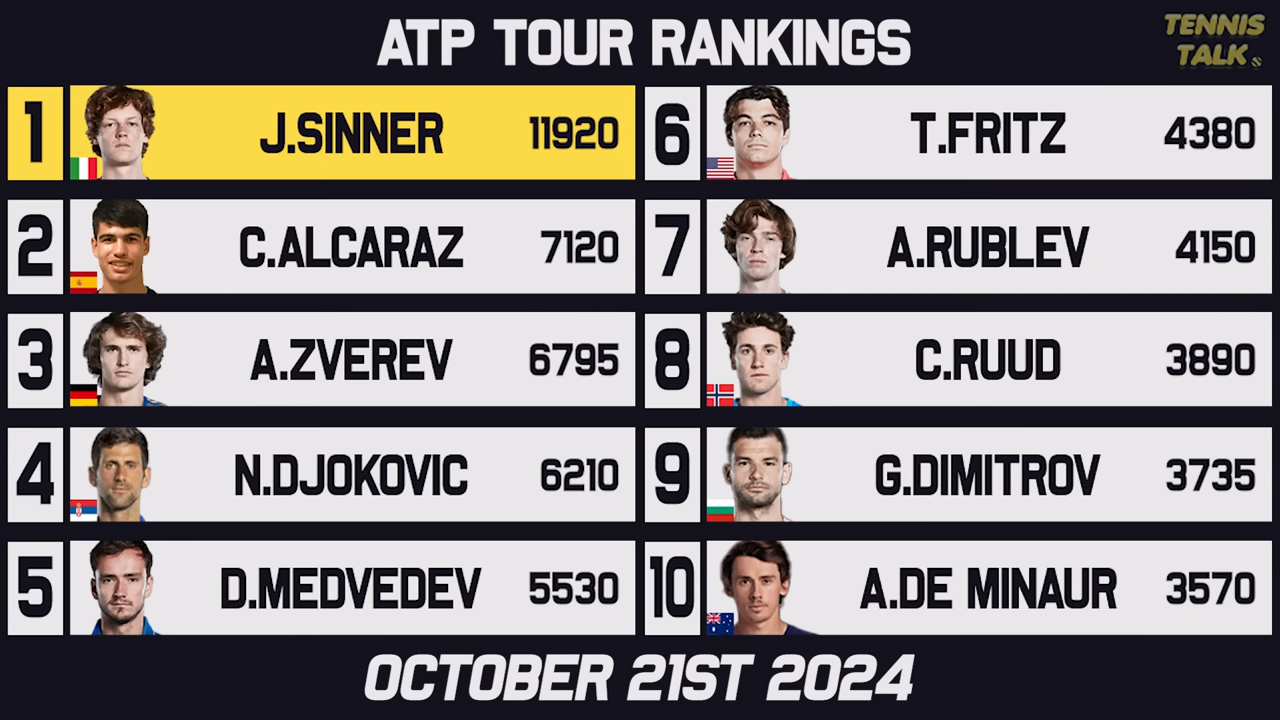 ATP TOUR RANKINGS
TENNIS
TALK
1 J.SINNER 11920
2 C.ALCARAZ 7120
3 A.ZVEREV 6795
4 N.DJOKOVIC 6210
5 D.MEDVEDEV 5530
6 T.FRITZ 4380
7 A.RUBLEV 4150
8 C.RUUD 3890
9 G.DIMITROV 3735
10 A.DE MINAUR 3570
OCTOBER 21ST 2024